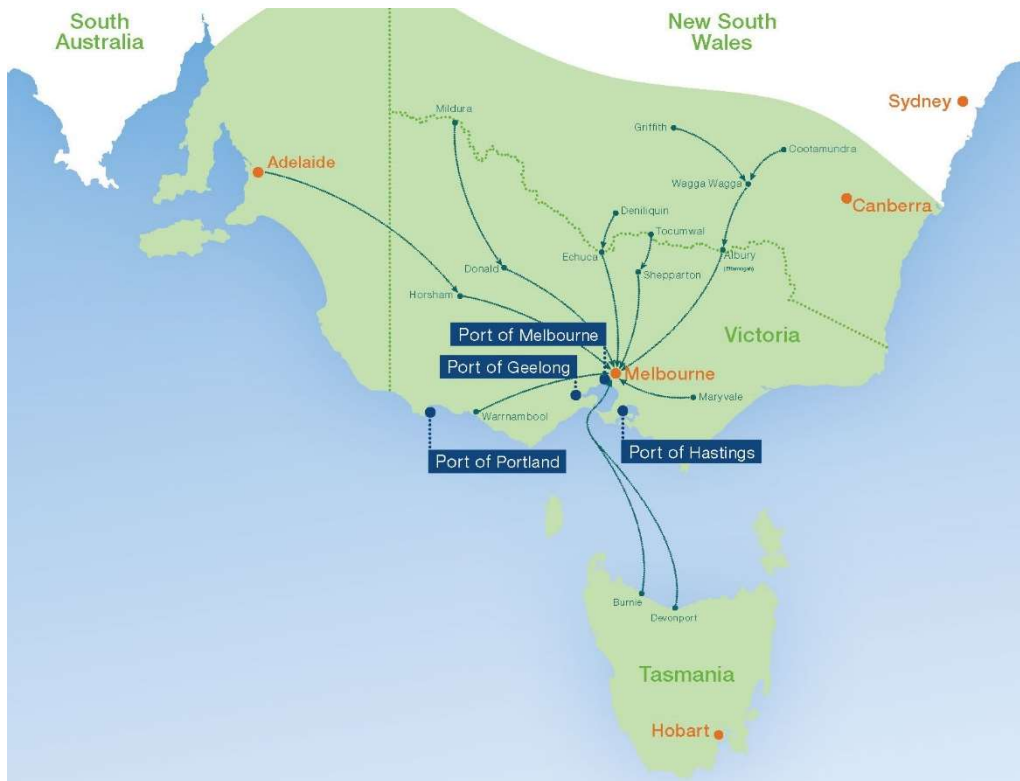 South
Australia
New South
Wales
Sydney
Mildura
Griffith
Cootamundra
Adelaide
Wagga Wagga
Canberra
Deniliquin
Tocumwal
Echuca
Albury
(Ettamogah)
Donald
Shepparton
Horsham
Port of Melbourne
Victoria
Port of Geelong
Melbourne
Maryvale
Warrnambool
Port of Hastings
Port of Portland
Burnie
Devonport
Tasmania
Hobart